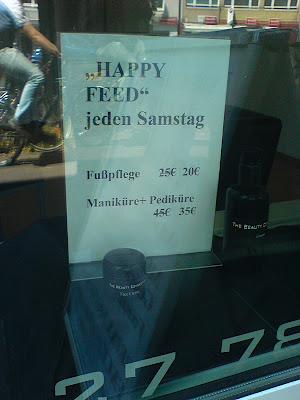 „HAPPY
FEED“
jeden Samstag
Fußpflege 25€ 20€
Maniküre+ Pediküre
45€ 35€
THE BEAUTY
THE BEAUTY
27 78